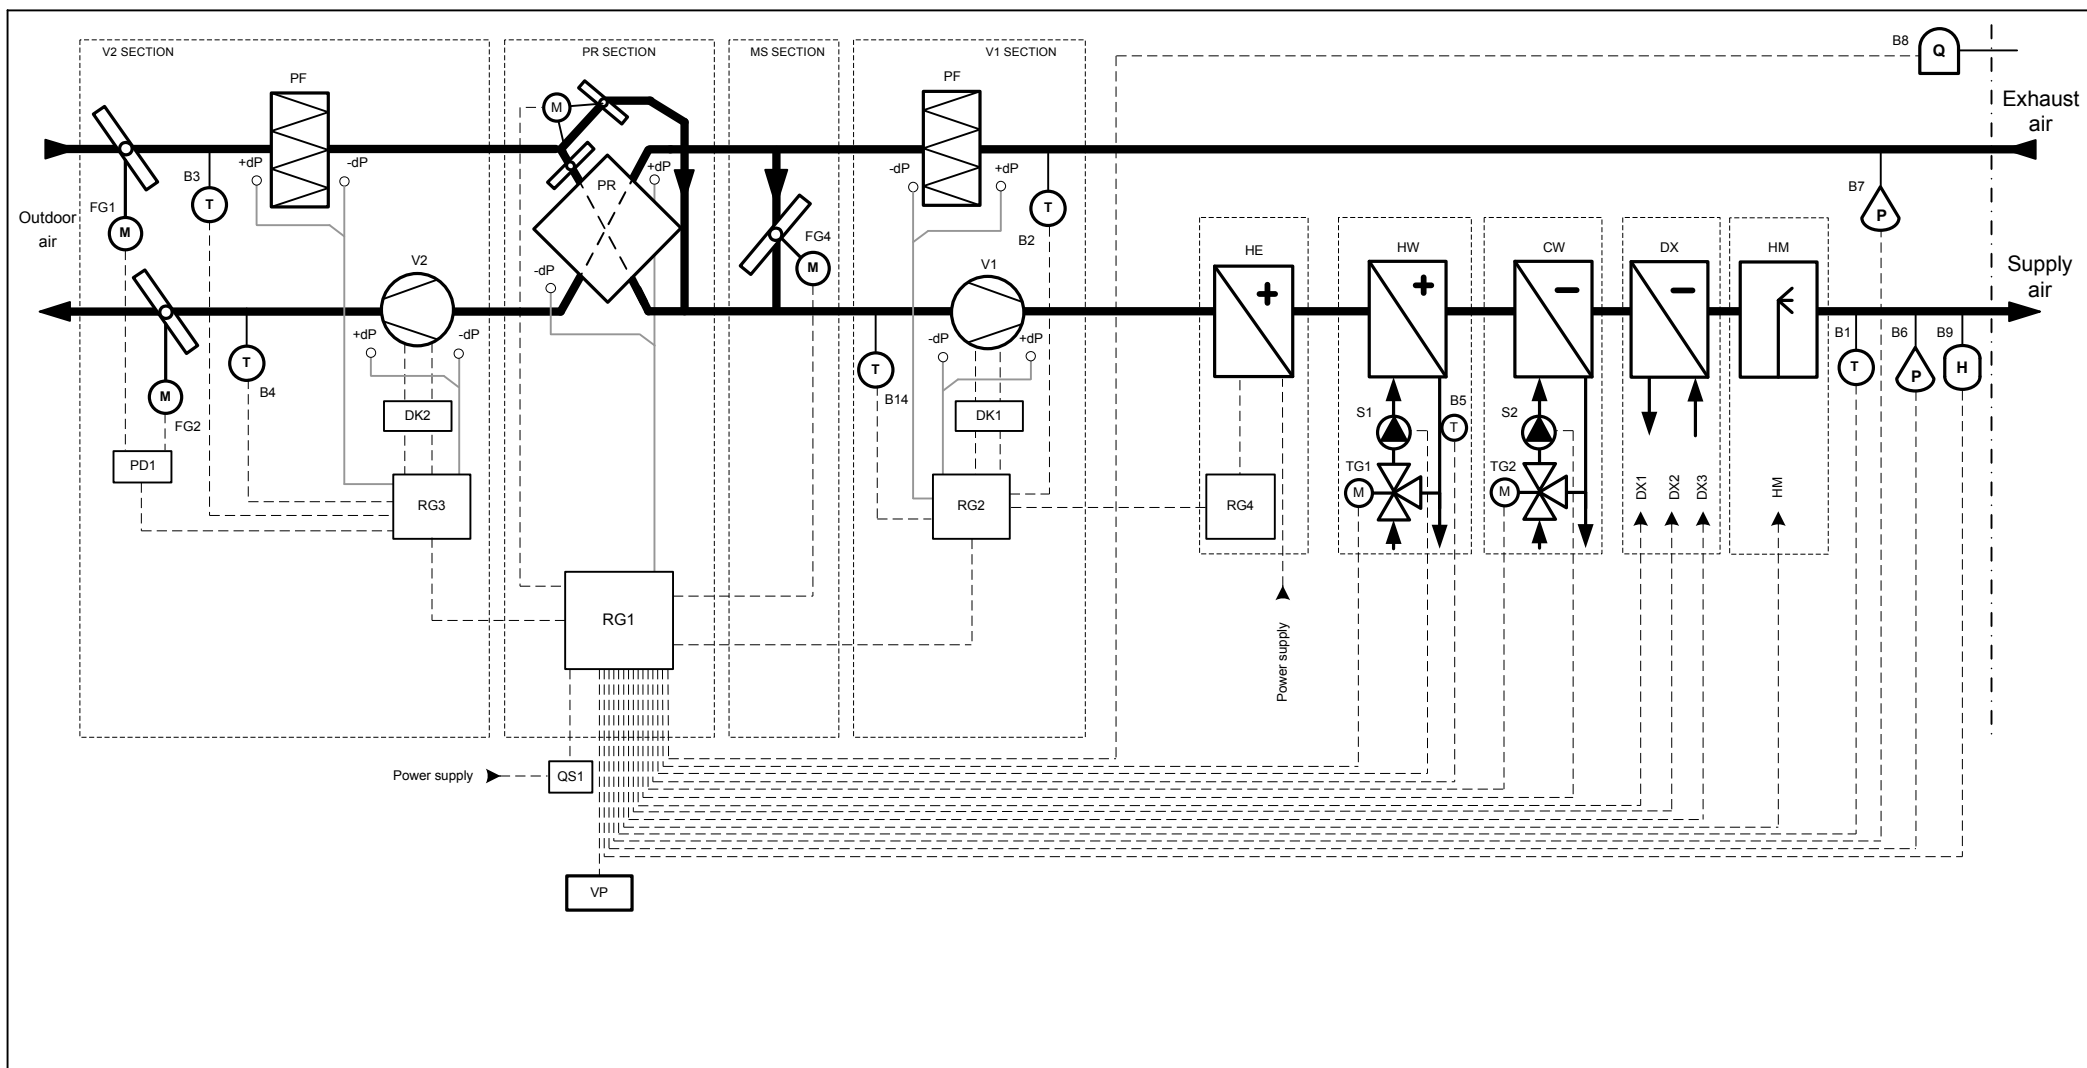 V2 SECTION
PR SECTION
MS SECTION
V1 SECTION
B8
Q
PF
PF
M
Exhaust
air
+dP
-dP
B3
T
FG1
M
Outdoor
air
PR
+dP
-dP
+dP
T
B2
B7
P
V2
-dP
FG4
M
V1
HE
+
HW
+
CW
−
DX
−
HM
Supply
air
+dP
-dP
T
B4
M
FG2
-dP
+dP
T
B14
B1
T
B6
P
B9
H
DK2
DK1
S1
B5
T
S2
PD1
RG3
RG2
RG4
TG1
M
TG2
M
DX1
DX2
DX3
HM
RG1
Power supply
Power supply
QS1
VP